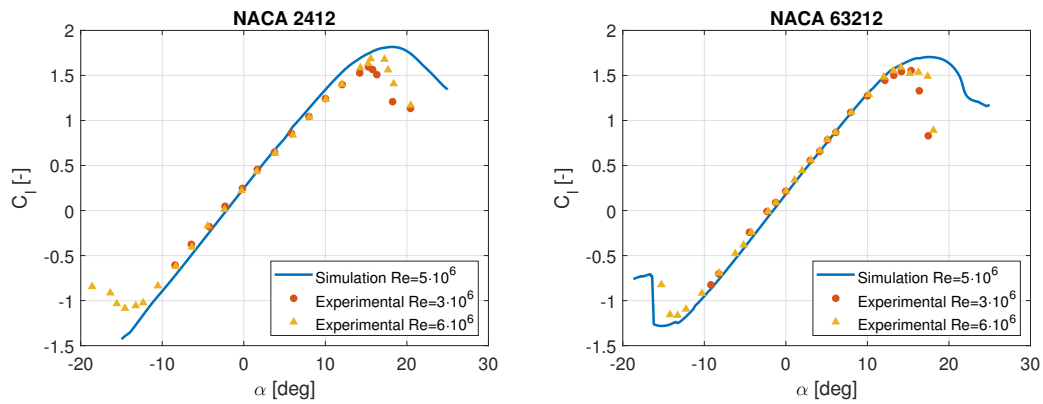 NACA 2412
2
1.5
1
0.5
0
-0.5
-1
-1.5
C_l [-]
-20 -10 0 10 20 30
α [deg]
Simulation Re=5·10^6
Experimental Re=3·10^6
Experimental Re=6·10^6
NACA 63212
2
1.5
1
0.5
0
-0.5
-1
-1.5
C_l [-]
-20 -10 0 10 20 30
α [deg]
Simulation Re=5·10^6
Experimental Re=3·10^6
Experimental Re=6·10^6